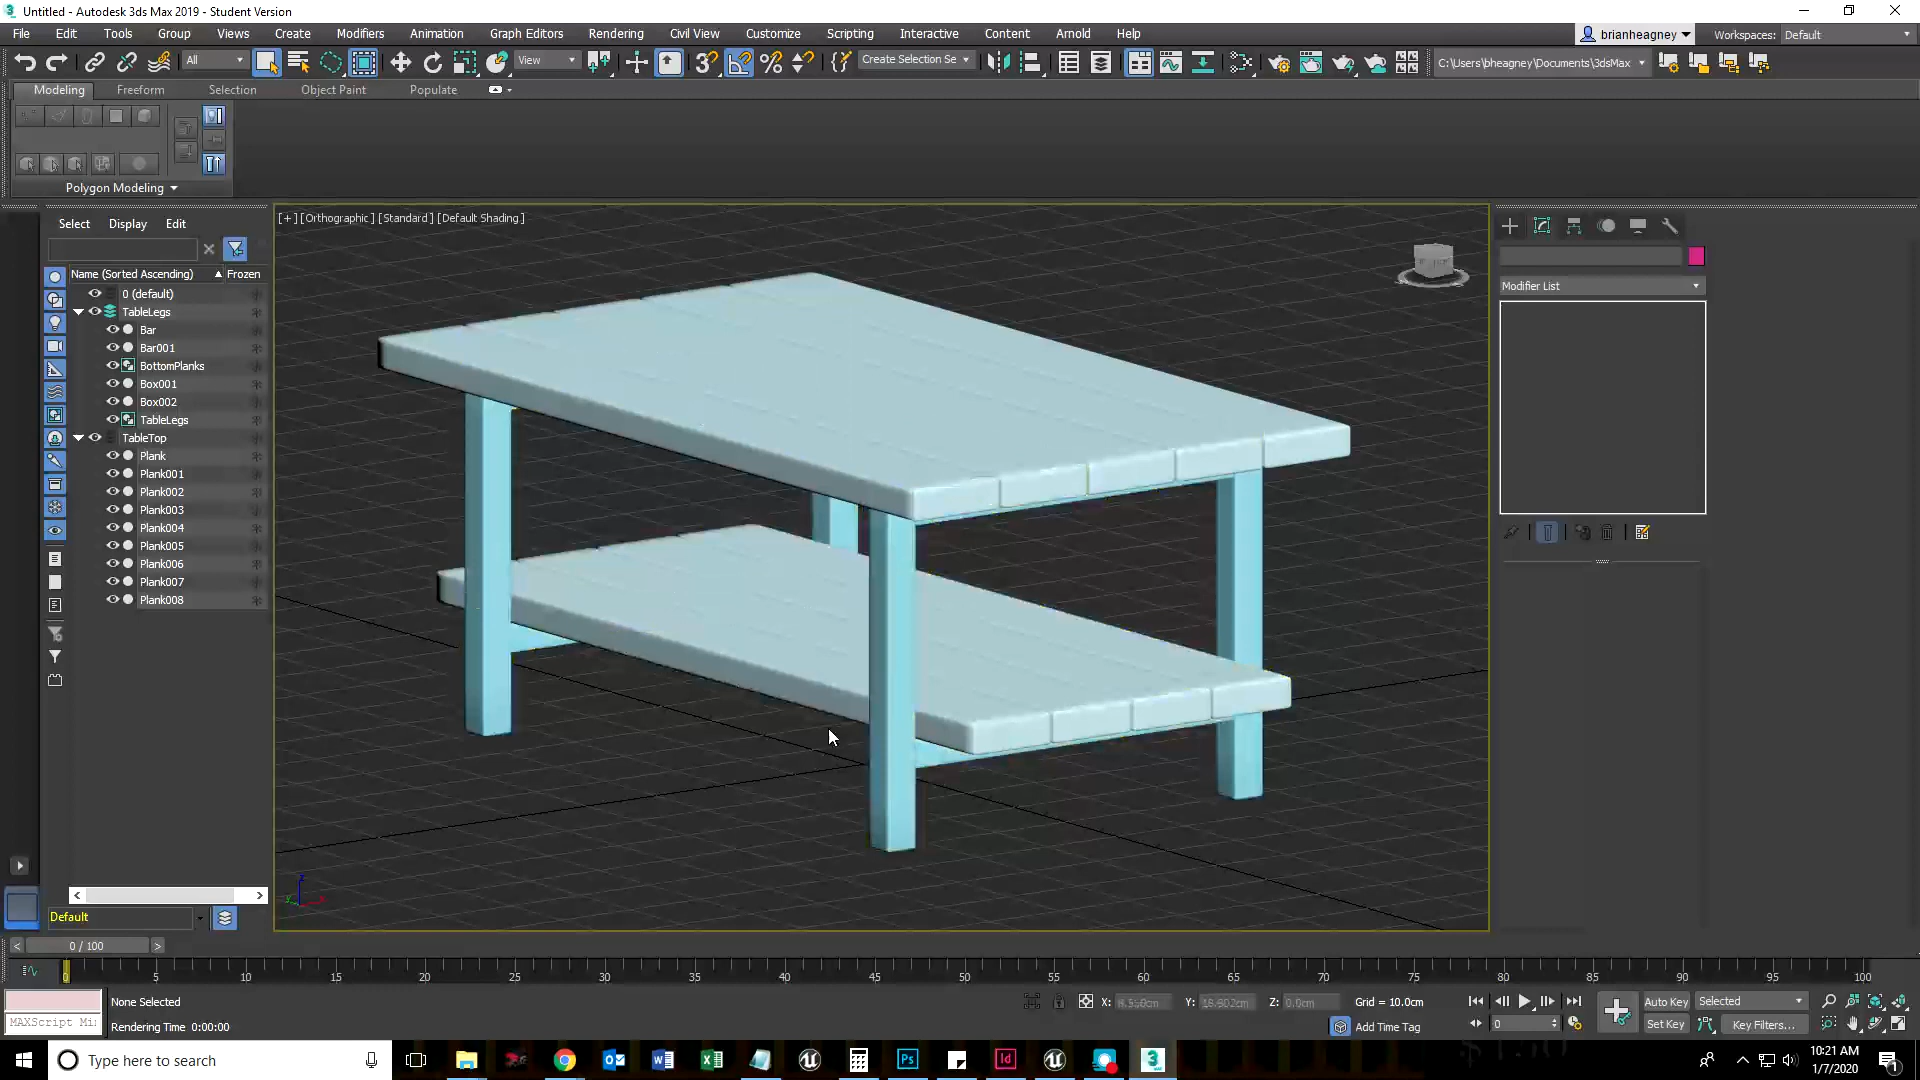 Untitled - Autodesk 3ds Max 2019 - Student Version
File Edit Tools Group Views Create Modifiers Animation Graph Editors Rendering Civil View Customize Scripting Interactive Content Arnold Help
brianheagney
Workspaces: Default
All
View
Create Selection Se
C:\Users\bheagney\Documents\3dsMax
Modeling Freeform Selection Object Paint Populate
Polygon Modeling
Select Display Edit
[+] [Orthographic] [Standard] [Default Shading]
Name (Sorted Ascending) Frozen
0 (default)
TableLegs
Bar
Bar001
BottomPlanks
Box001
Box002
TableLegs
TableTop
Plank
Plank001
Plank002
Plank003
Plank004
Plank005
Plank006
Plank007
Plank008
Modifier List
z
y x
Default
0 / 100
0 5 10 15 20 25 30 35 40 45 50 55 60 65 70 75 80 85 90 95 100
None Selected
X: Y: Z: 0.0cm
Grid = 10.0cm
Auto Key Selected
MAXScript Mi
Rendering Time 0:00:00
Add Time Tag
0
Set Key Key Filters...
Type here to search
10:21 AM
1/7/2020